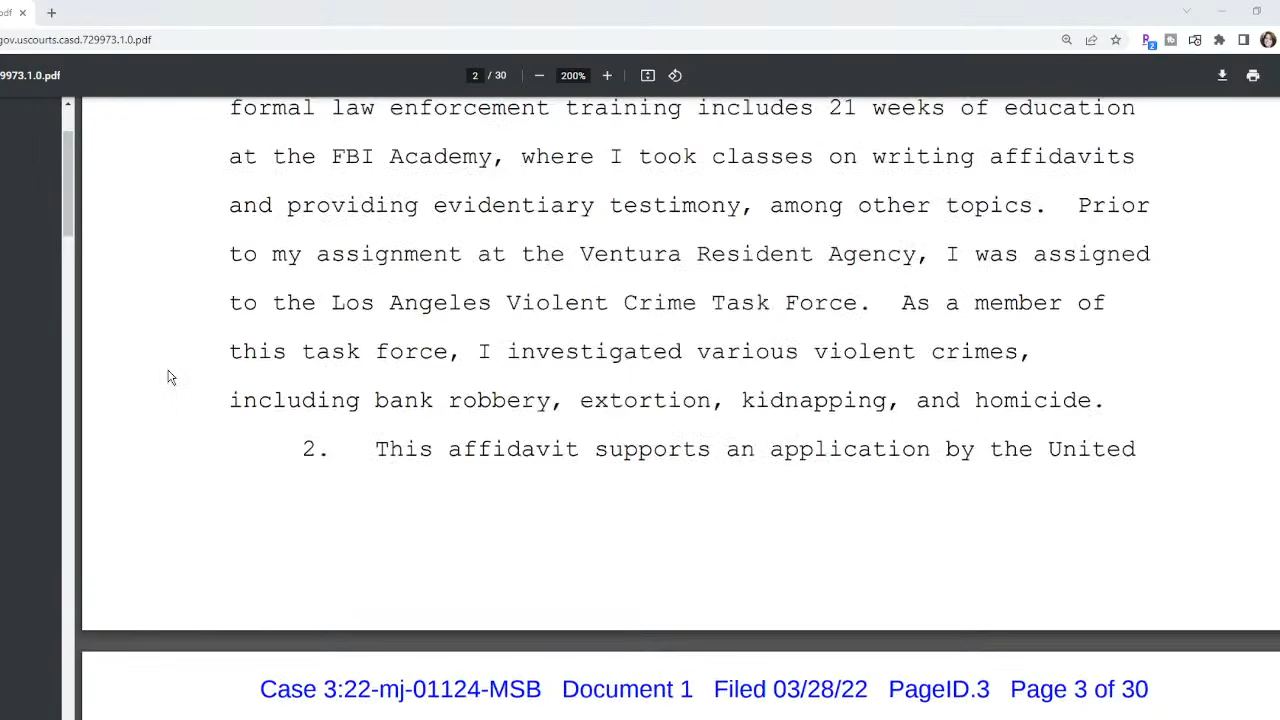 pdf
gov.uscourts.casd.729973.1.0.pdf
2
973.1.0.pdf
2 / 30
200%
formal law enforcement training includes 21 weeks of education
at the FBI Academy, where I took classes on writing affidavits
and providing evidentiary testimony, among other topics. Prior
to my assignment at the Ventura Resident Agency, I was assigned
to the Los Angeles Violent Crime Task Force. As a member of
this task force, I investigated various violent crimes,
including bank robbery, extortion, kidnapping, and homicide.
2. This affidavit supports an application by the United
Case 3:22-mj-01124-MSB Document 1 Filed 03/28/22 PageID.3 Page 3 of 30